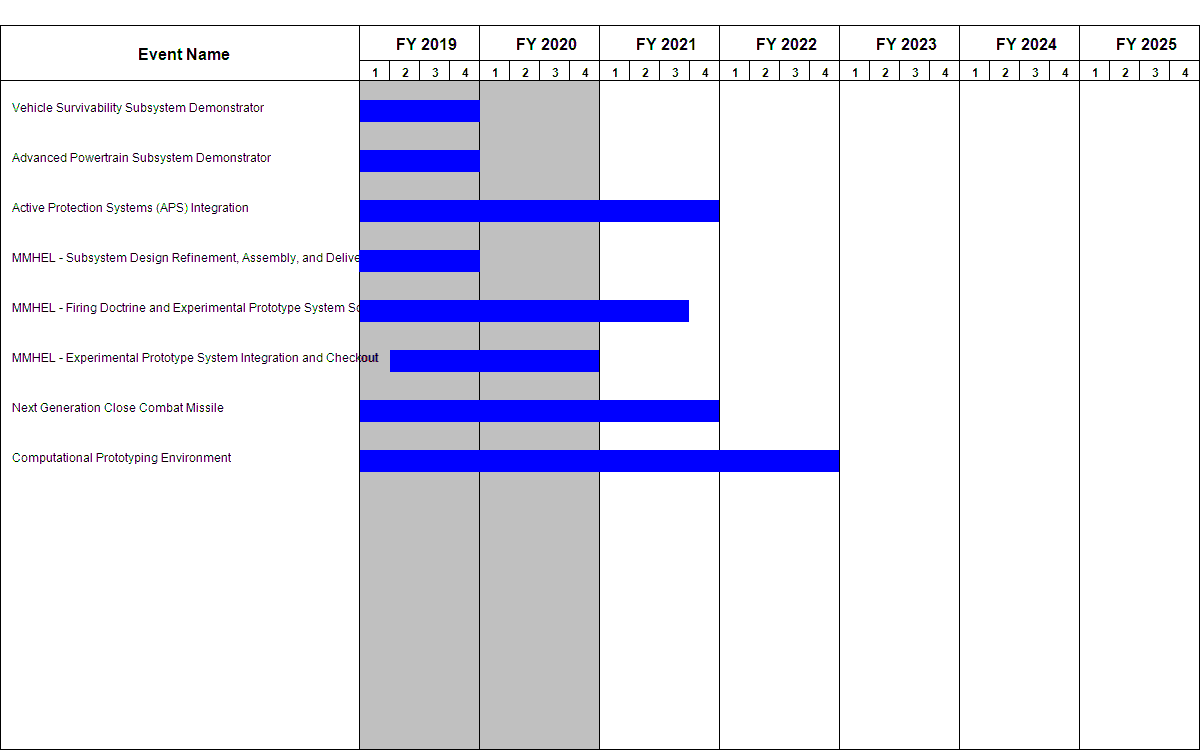 Event Name
FY 2019 FY 2020 FY 2021 FY 2022 FY 2023 FY 2024 FY 2025
1 2 3 4 1 2 3 4 1 2 3 4 1 2 3 4 1 2 3 4 1 2 3 4 1 2 3 4
Vehicle Survivability Subsystem Demonstrator
Advanced Powertrain Subsystem Demonstrator
Active Protection Systems (APS) Integration
MMHEL - Subsystem Design Refinement, Assembly, and Delive
MMHEL - Firing Doctrine and Experimental Prototype System
MMHEL - Experimental Prototype System Integration and Checkout
Next Generation Close Combat Missile
Computational Prototyping Environment